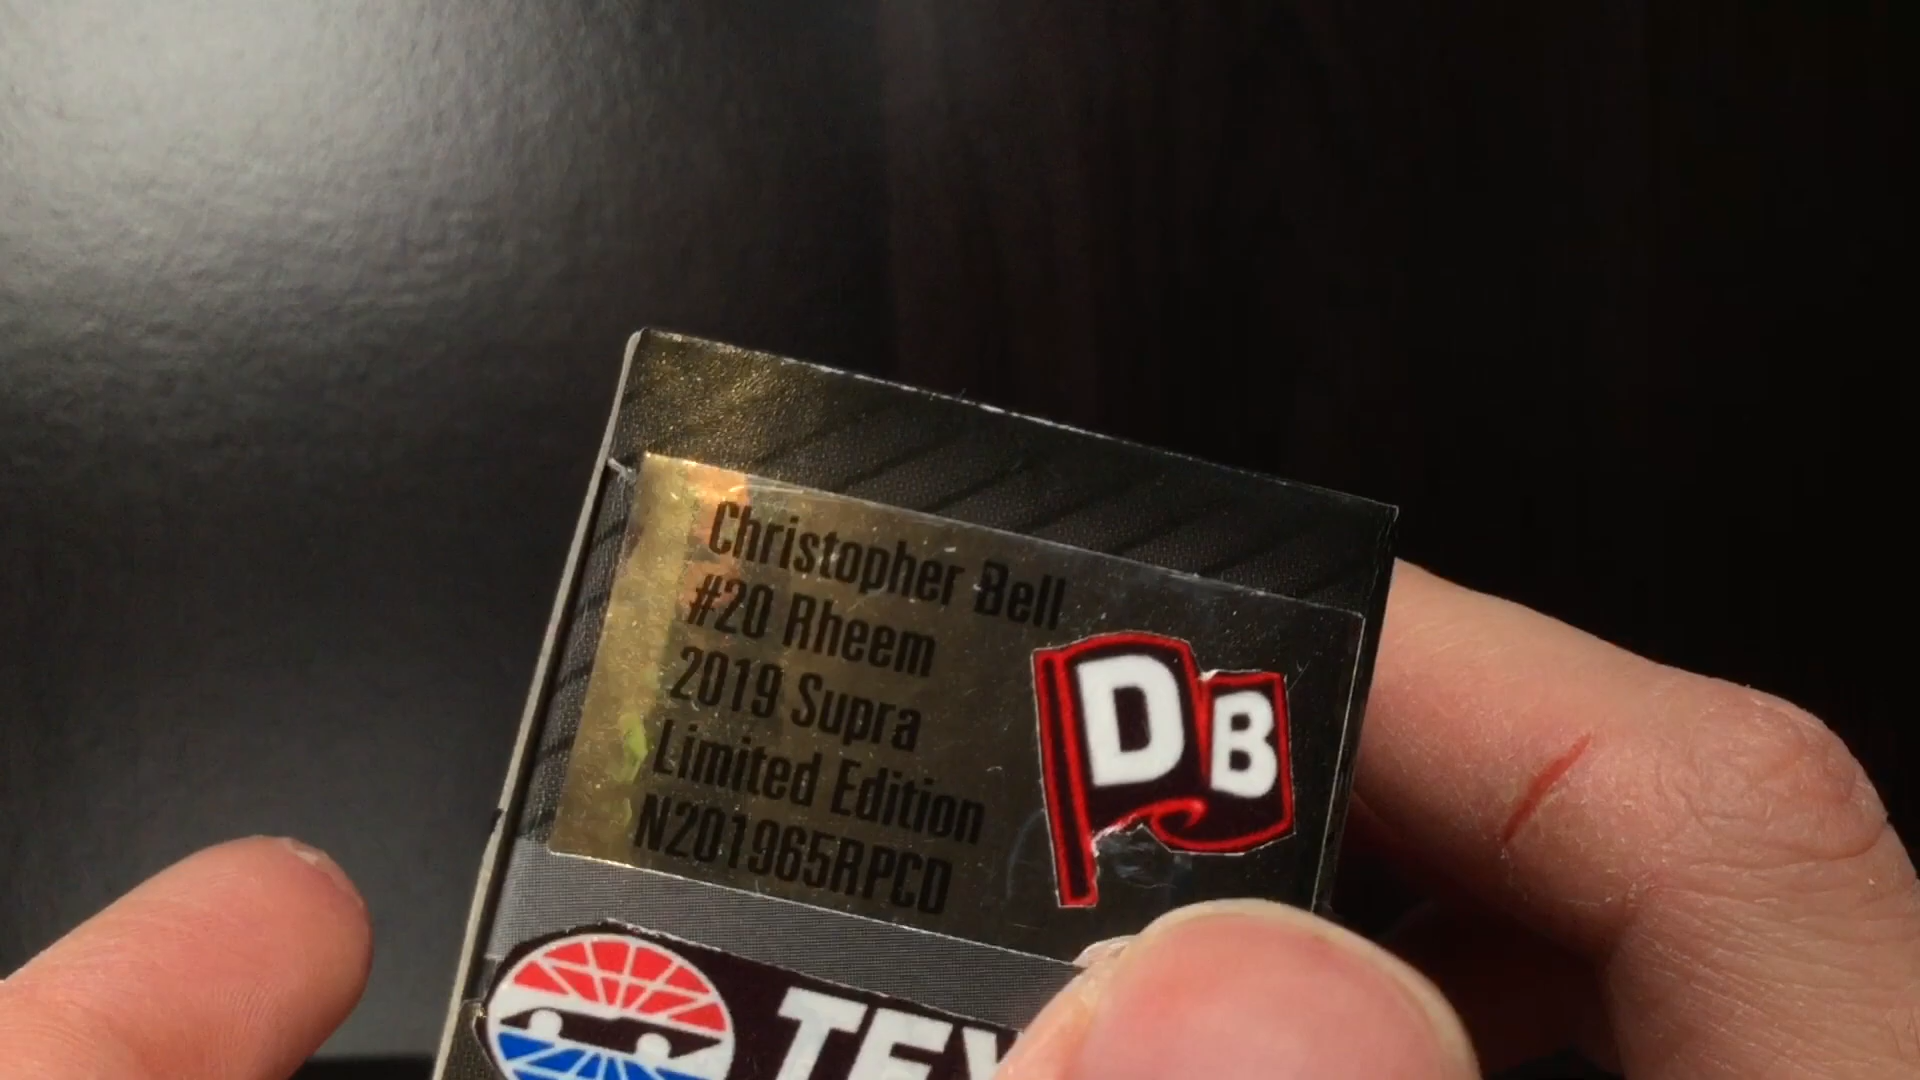 Christopher Bell
#20 Rheem
2019 Supra
Limited Edition
N201965RPCD
DB